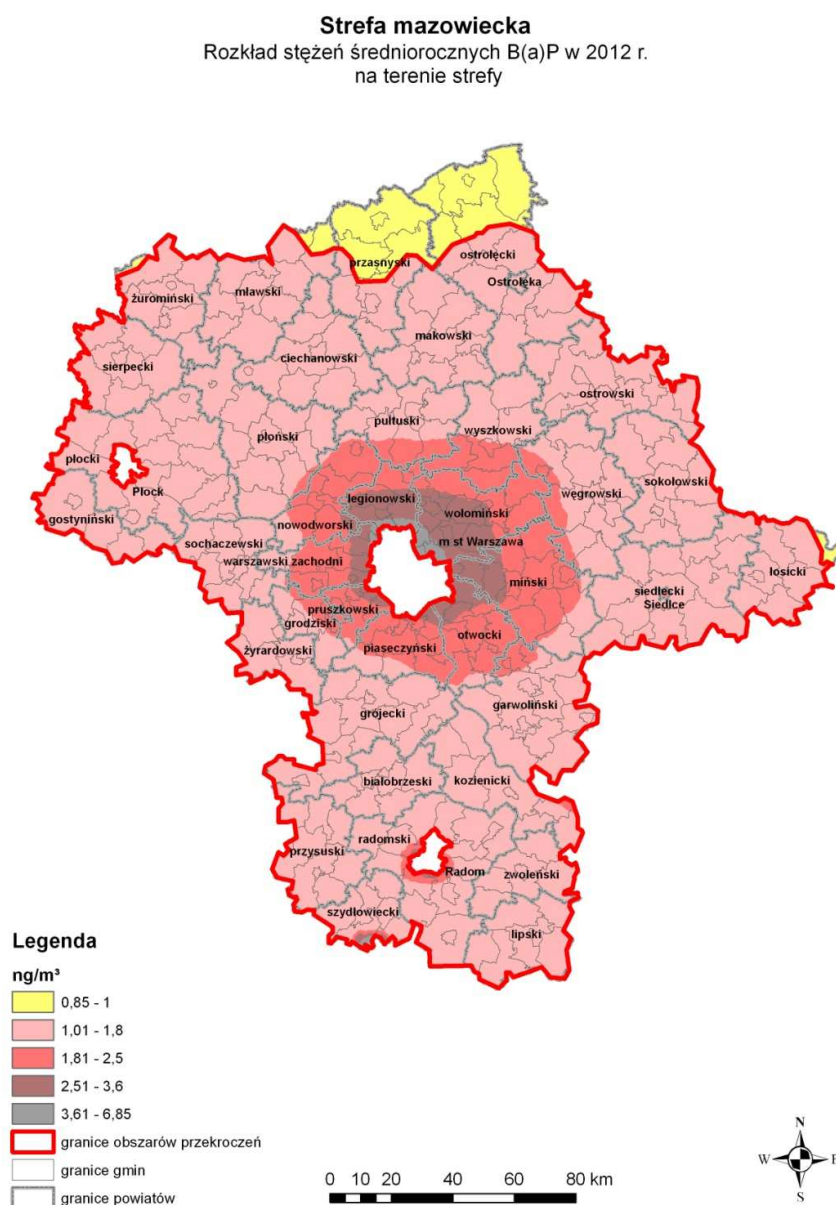 Strefa mazowiecka
Rozkład stężeń średniorocznych B(a)P w 2012 r.
na terenie strefy
przasnyski
ostrołęcki
Ostrołęka
żuromiński
mławski
makowski
ciechanowski
sierpecki
ostrowski
pułtuski
wyszkowski
płoński
płocki
Płock
sokołowski
węgrowski
legionowski
wołomiński
gostyniński
nowodworski
sochaczewski
m st Warszawa
warszawski zachodni
łosicki
miński
siedlecki
Siedlce
pruszkowski
grodziski
otwocki
piaseczyński
żyrardowski
garwoliński
grójecki
białobrzeski
kozienicki
radomski
przysuski
Radom
zwoleński
szydłowiecki
lipski
Legenda
ng/m³
0,85 - 1
1,01 - 1,8
1,81 - 2,5
2,51 - 3,6
3,61 - 6,85
granice obszarów przekroczeń
granice gmin
granice powiatów
0 10 20 40 60 80 km
N
W
E
S